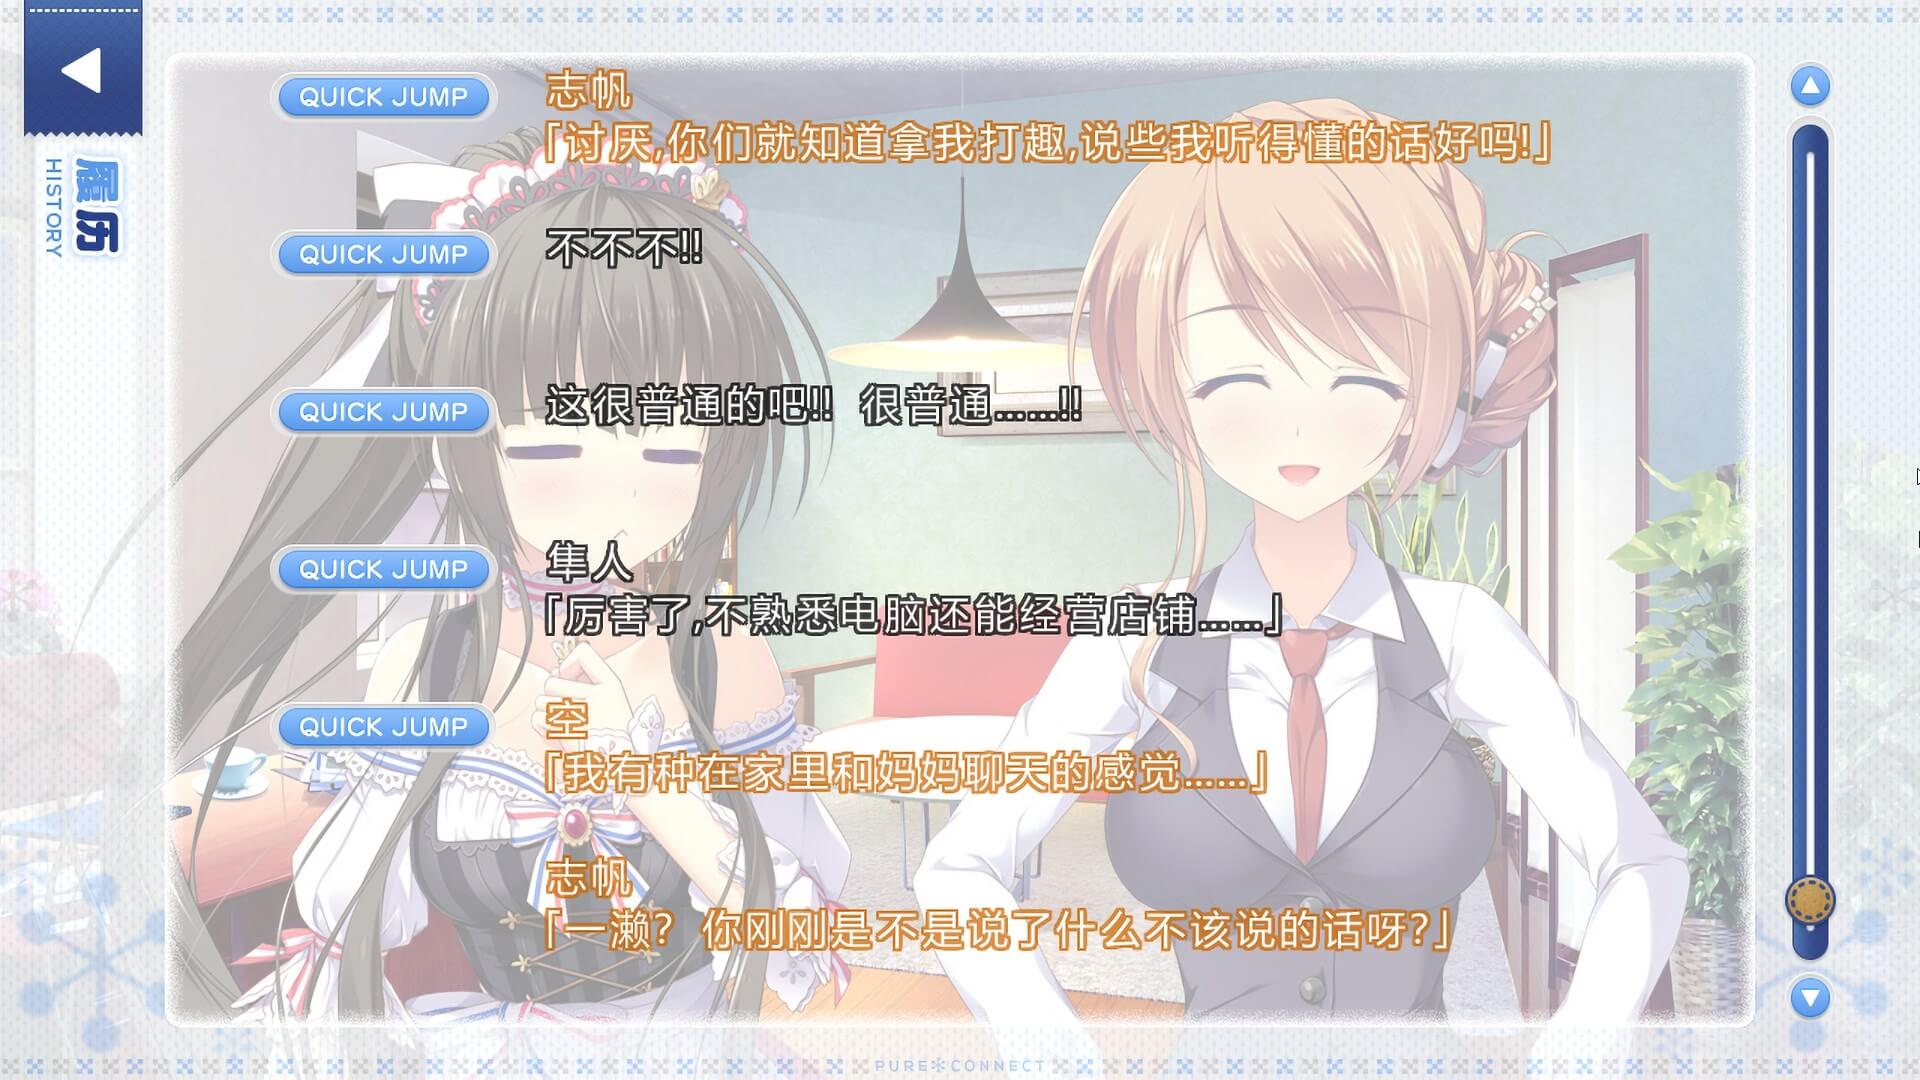 履历
HISTORY
QUICK JUMP
志帆
「讨厌,你们就知道拿我打趣,说些我听得懂的话好吗!」
QUICK JUMP
不不不!!
QUICK JUMP
这很普通的吧!! 很普通……!!
QUICK JUMP
隼人
「厉害了,不熟悉电脑还能经营店铺……」
QUICK JUMP
空
「我有种在家里和妈妈聊天的感觉……」
志帆
「一濑? 你刚刚是不是说了什么不该说的话呀?」
PURE✻CONNECT